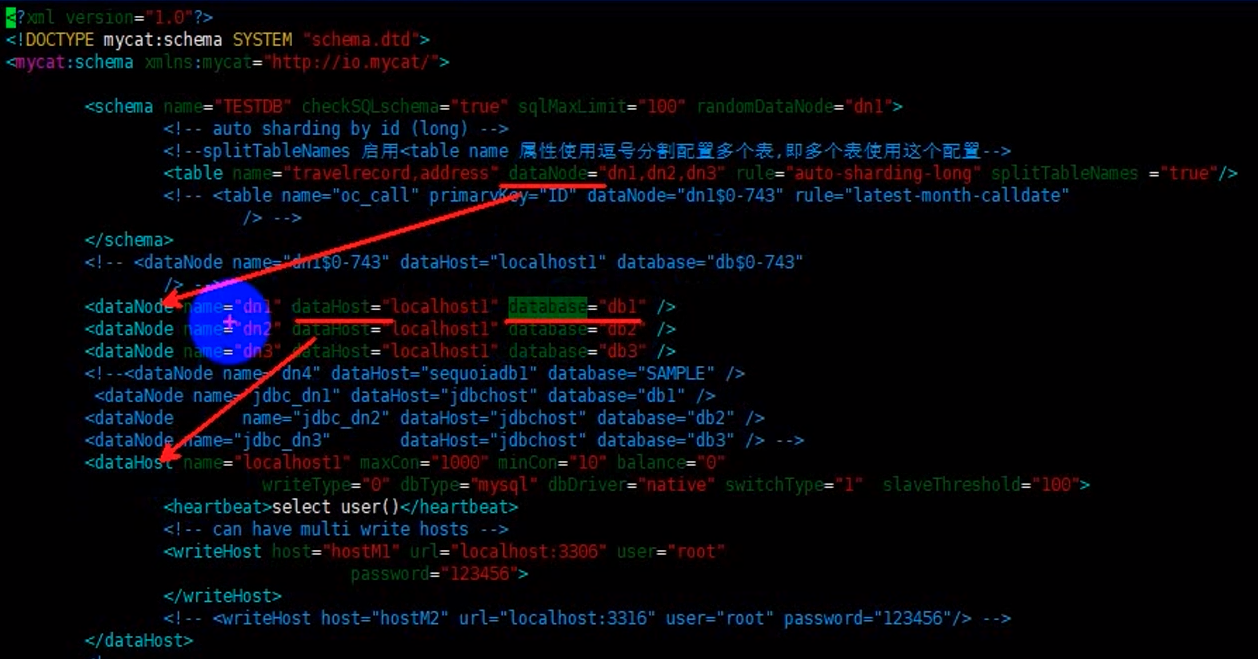 <?xml version="1.0"?>
<!DOCTYPE mycat:schema SYSTEM "schema.dtd">
<mycat:schema xmlns:mycat="http://io.mycat/">
<schema name="TESTDB" checkSQLschema="true" sqlMaxLimit="100" randomDataNode="dn1">
<!-- auto sharding by id (long) -->
<!--splitTableNames 启用<table name 属性使用逗号分割配置多个表,即多个表使用这个配置-->
<table name="travelrecord,address" dataNode="dn1,dn2,dn3" rule="auto-sharding-long" splitTableNames ="true"/>
<!-- <table name="oc_call" primaryKey="ID" dataNode="dn1$0-743" rule="latest-month-calldate"
/> -->
</schema>
<!-- <dataNode name="dn1$0-743" dataHost="localhost1" database="db$0-743"
/> -->
<dataNode name="dn1" dataHost="localhost1" database="db1" />
<dataNode name="dn2" dataHost="localhost1" database="db2" />
<dataNode name="dn3" dataHost="localhost1" database="db3" />
<!--<dataNode name="dn4" dataHost="sequoiadb1" database="SAMPLE" />
<dataNode name="jdbc_dn1" dataHost="jdbchost" database="db1" />
<dataNode name="jdbc_dn2" dataHost="jdbchost" database="db2" />
<dataNode name="jdbc_dn3" dataHost="jdbchost" database="db3" /> -->
<dataHost name="localhost1" maxCon="1000" minCon="10" balance="0"
writeType="0" dbType="mysql" dbDriver="native" switchType="1" slaveThreshold="100">
<heartbeat>select user()</heartbeat>
<!-- can have multi write hosts -->
<writeHost host="hostM1" url="localhost:3306" user="root"
password="123456">
</writeHost>
<!-- <writeHost host="hostM2" url="localhost:3316" user="root" password="123456"/> -->
</dataHost>